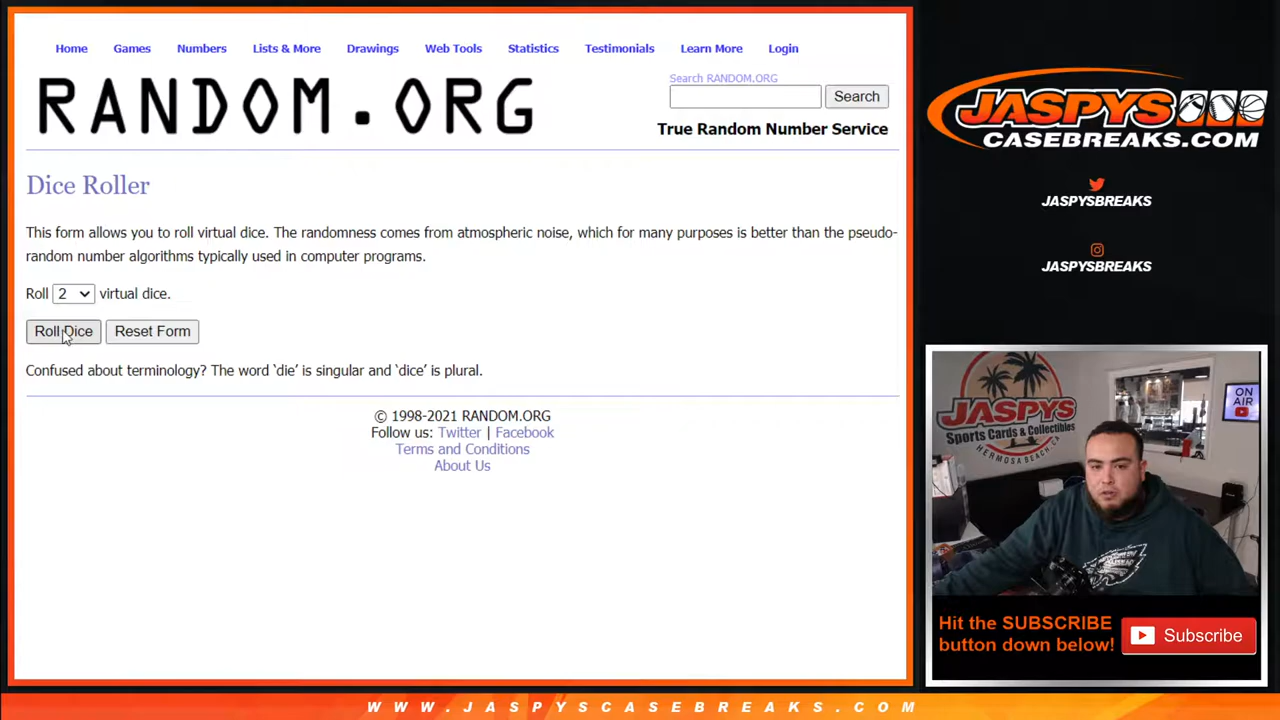 Home Games Numbers Lists & More Drawings Web Tools Statistics Testimonials Learn More Login
RANDOM.ORG
Search RANDOM.ORG
Search
True Random Number Service
Dice Roller
This form allows you to roll virtual dice. The randomness comes from atmospheric noise, which for many purposes is better than the pseudo-
random number algorithms typically used in computer programs.
Roll 2 virtual dice.
Roll Dice Reset Form
Confused about terminology? The word ‘die’ is singular and ‘dice’ is plural.
© 1998-2021 RANDOM.ORG
Follow us: Twitter | Facebook
Terms and Conditions
About Us
JASPYS
CASEBREAKS.COM
JASPYSBREAKS
JASPYSBREAKS
JASPYS
Sports Cards & Collectibles
HERMOSA BEACH, CA
ON
AIR
Hit the SUBSCRIBE
button down below!
Subscribe
WWW.JASPYSCASEBREAKS.COM